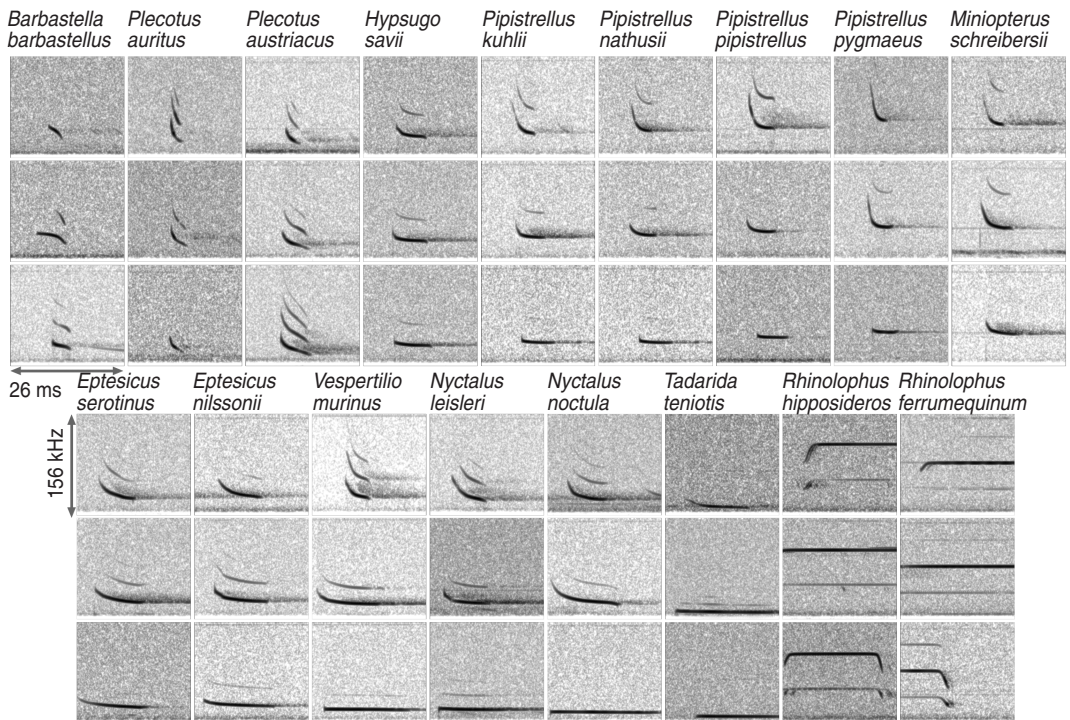 Barbastella barbastellus
Plecotus auritus
Plecotus austriacus
Hypsugo savii
Pipistrellus kuhlii
Pipistrellus nathusii
Pipistrellus pipistrellus
Pipistrellus pygmaeus
Miniopterus schreibersii
26 ms
156 kHz
Eptesicus serotinus
Eptesicus nilssonii
Vespertilio murinus
Nyctalus leisleri
Nyctalus noctula
Tadarida teniotis
Rhinolophus hipposideros
Rhinolophus ferrumequinum